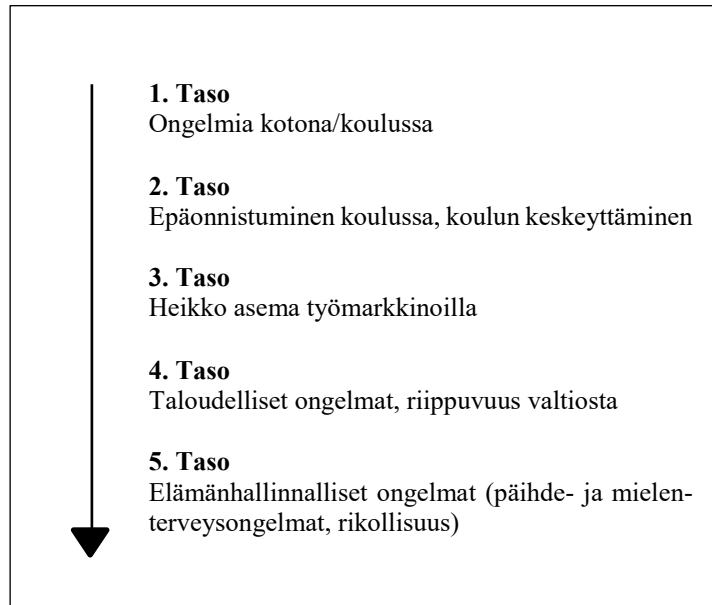 1. Taso
Ongelmia kotona/koulussa
2. Taso
Epäonnistuminen koulussa, koulun keskeyttäminen
3. Taso
Heikko asema työmarkkinoilla
4. Taso
Taloudelliset ongelmat, riippuvuus valtiosta
5. Taso
Elämänhallinnalliset ongelmat (päihde- ja mielen-
terveysongelmat, rikollisuus)